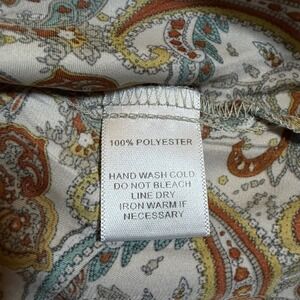 100% POLYESTER
HAND WASH COLD
DO NOT BLEACH
LINE DRY
IRON WARM IF
NECESSARY